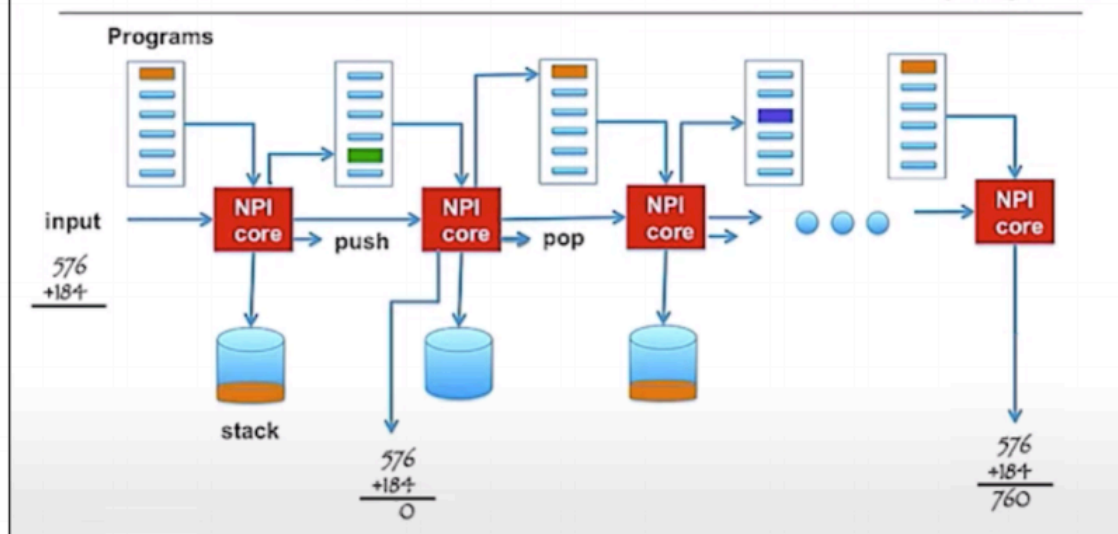 Programs
input
576
+184
NPI
core
push
NPI
core
pop
NPI
core
NPI
core
stack
576
+184
0
576
+184
760